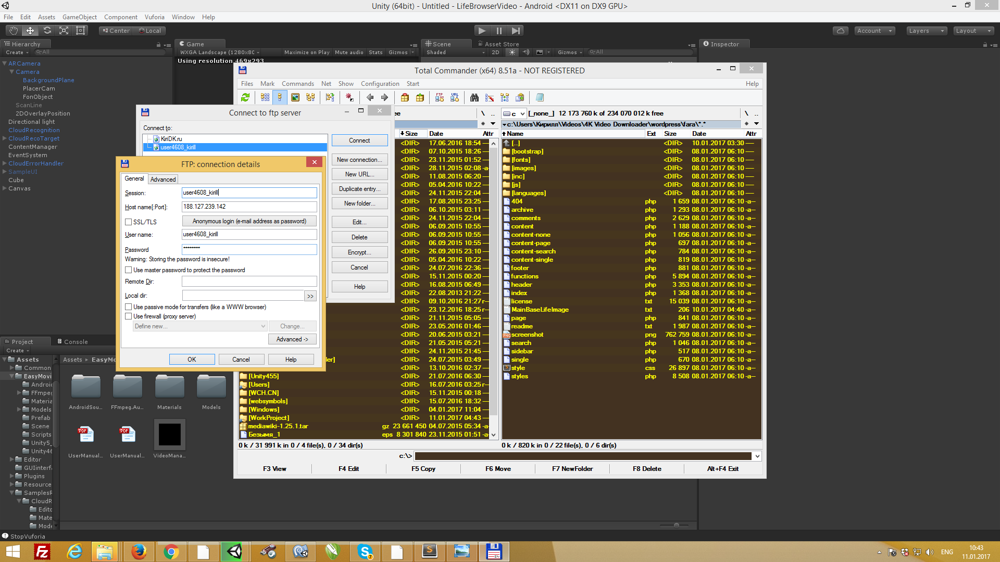 Unity (64bit) - Untitled - LifeBrowserVideo - Android <DX11 on DX9 GPU>
File Edit Assets GameObject Component Vuforia Window Help
Center Local Account Layers Layout
Hierarchy
Create All
ARCamera
Camera
BackgroundPlane
PlacerCam
FonObject
ScanLine
2DOverlayPosition
Directional light
CloudRecognition
CloudRecoTarget
ContentManager
EventSystem
CloudErrorHandler
SampleUI
Cube
Canvas
Game
WXGA Landscape (1280x8 Maximize on Play Mute audio Stats Gizmos
Using resolution 469x293
Scene Asset Store
Shaded 2D Gizmos All
Inspector
Total Commander (x64) 8.51a - NOT REGISTERED
Files Mark Commands Net Show Configuration Start Help
FTP URL
ee \ ..
c [_none_] 12 173 760 k of 234 070 012 k free \ ..
* c:\Users\Кирилл\Videos\4K Video Downloader\wordpress\fara\*.* *
Size Date Attr
<DIR> 17.06.2016 18:54 —
<DIR> 07.10.2015 18:26 —
<DIR> 23.11.2015 01:52 —
<DIR> 28.11.2015 02:08 -a
<DIR> 11.08.2015 06:20 —
<DIR> 05.04.2016 10:22 —
<DIR> 24.11.2015 22:04 —
<DIR> 17.08.2015 23:25 —
<DIR> 06.10.2015 03:11 —
<DIR> 24.11.2015 22:04 —
<DIR> 06.09.2015 10:55 —
<DIR> 06.09.2015 10:55 —
<DIR> 06.09.2015 10:55 —
<DIR> 26.09.2015 23:10 —
<DIR> 05.04.2016 10:22 —
<DIR> 24.07.2016 22:36 —
<DIR> 15.11.2015 00:20 —
<DIR> 16.08.2015 06:49 —
<DIR> 22.08.2013 21:22 —
<DIR> 09.10.2016 21:27 r-
<DIR> 23.12.2016 18:25 r
<DIR> 21.11.2015 05:05 —
<DIR> 23.05.2016 01:46 —
<DIR> 20.06.2015 03:21 —
<DIR> 21.05.2015 05:21 —
<DIR> 24.11.2015 21:45 —
ler] <DIR> 24.07.2015 03:49 —
<DIR> 13.10.2016 02:37 —
[Unity455] <DIR> 21.07.2016 06:30 —
[Users] <DIR> 16.07.2016 03:25 r-
[WCH.CN] <DIR> 15.11.2015 00:18 —
[websymbols] <DIR> 15.07.2016 18:32 —
[Windows] <DIR> 04.01.2017 11:04 —
[WorkProject] <DIR> 11.01.2017 04:43 —
mediawiki-1.25.1.tar gz 23 661 450 04.07.2015 05:34 -a
Безымя_1 eps 8 301 840 23.11.2015 01:51 -a
0 k / 31 991 k in 0 / 4 file(s), 0 / 34 dir(s)
Name Ext Size Date Attr
[..] <DIR> 10.01.2017 03:30 —
[bootstrap] <DIR> 08.01.2017 06:10 —
[fonts] <DIR> 08.01.2017 06:10 —
[images] <DIR> 08.01.2017 06:10 —
[inc] <DIR> 08.01.2017 06:10 —
[js] <DIR> 08.01.2017 06:10 —
[languages] <DIR> 08.01.2017 06:10 —
404 php 1 659 08.01.2017 06:10 -a—
archive php 1 293 08.01.2017 06:10 -a—
comments php 2 629 08.01.2017 06:10 -a—
content php 1 188 08.01.2017 06:10 -a—
content-none php 1 056 08.01.2017 06:10 -a—
content-page php 697 08.01.2017 06:10 -a—
content-search php 784 08.01.2017 06:10 -a—
content-single php 819 08.01.2017 06:10 -a—
footer php 881 08.01.2017 06:10 -a—
functions php 5 894 08.01.2017 06:10 -a—
header php 3 353 08.01.2017 06:10 -a—
index php 1 368 08.01.2017 06:10 -a—
license txt 15 039 08.01.2017 06:10 -a—
MainBaseLifeImage txt 206 10.01.2017 04:40 -a—
page php 841 08.01.2017 06:10 -a—
readme txt 1 987 08.01.2017 06:10 -a—
screenshot png 762 759 08.01.2017 06:10 -a—
search php 1 046 08.01.2017 06:10 -a—
sidebar php 517 08.01.2017 06:10 -a—
single php 670 08.01.2017 06:10 -a—
style css 26 897 08.01.2017 06:10 -a—
styles php 8 508 08.01.2017 06:10 -a—
0 k / 820 k in 0 / 22 file(s), 0 / 6 dir(s)
c:\>
F3 View F4 Edit F5 Copy F6 Move F7 NewFolder F8 Delete Alt+F4 Exit
Connect to ftp server
Connect to:
KiriDK.ru
user4608_kirill
Connect
New connection...
New URL...
Duplicate entry...
New folder...
Edit...
Delete
Encrypt...
Cancel
Help
FTP: connection details
General Advanced
Session: user4608_kirill
Host name[:Port]: 188.127.239.142
SSL/TLS Anonymous login (e-mail address as password)
User name: user4608_kirill
Password ********
Warning: Storing the password is insecure!
Use master password to protect the password
Remote Dir:
Local dir: >>
Use passive mode for transfers (like a WWW browser)
Use firewall (proxy server)
Define new... Change...
Advanced ->
OK Cancel Help
Project Console
Create
Assets
Common
EasyMovi
Android
FFmpeg
Materia
Models
Prefab
Scene
Scripts
Unity5_
Unity46
Editor
GUIinterf
Plugins
Resource
SamplesR
CloudR
Edito
Mate
Mode
Assets ▸ EasyMo
AndroidSou... FFmpeg.Au... Materials Models
PDF PDF
UserManual... UserManual... VideoMana...
StopVuforia
ENG
10:43
11.01.2017